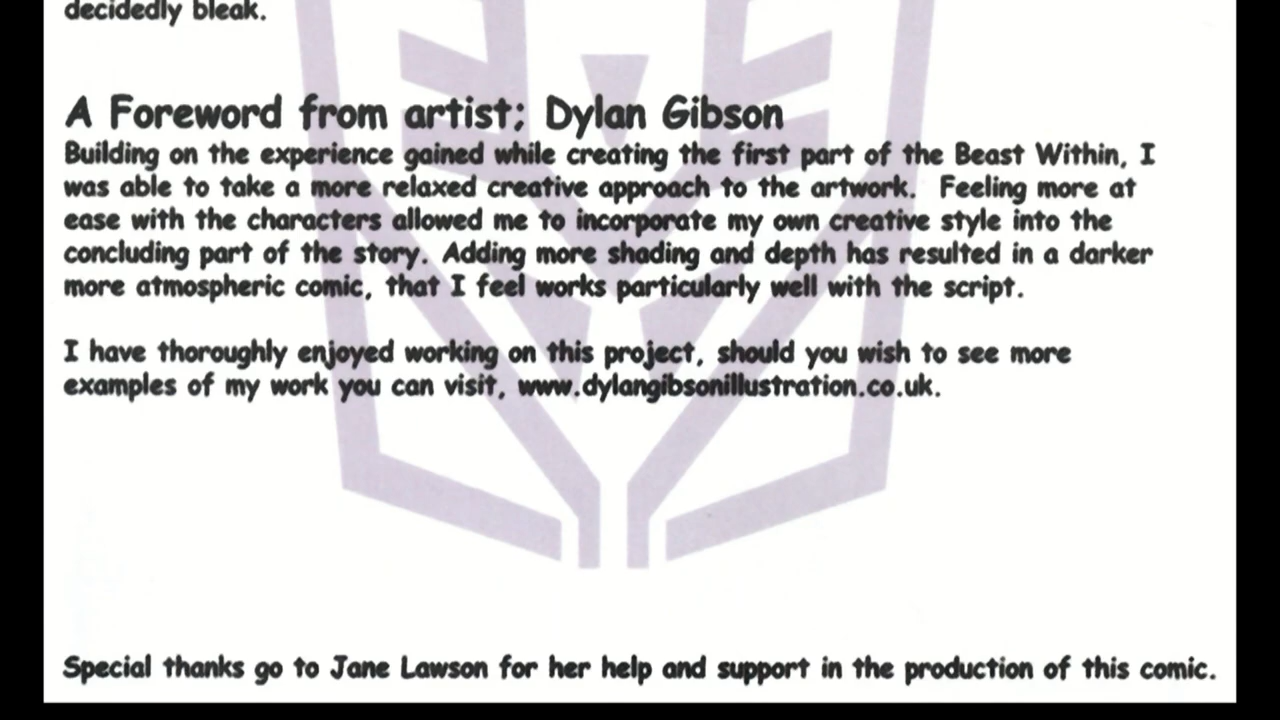 decidedly bleak.
A Foreword from artist; Dylan Gibson
Building on the experience gained while creating the first part of the Beast Within, I
was able to take a more relaxed creative approach to the artwork. Feeling more at
ease with the characters allowed me to incorporate my own creative style into the
concluding part of the story. Adding more shading and depth has resulted in a darker
more atmospheric comic, that I feel works particularly well with the script.
I have thoroughly enjoyed working on this project, should you wish to see more
examples of my work you can visit, www.dylangibsonillustration.co.uk.
Special thanks go to Jane Lawson for her help and support in the production of this comic.